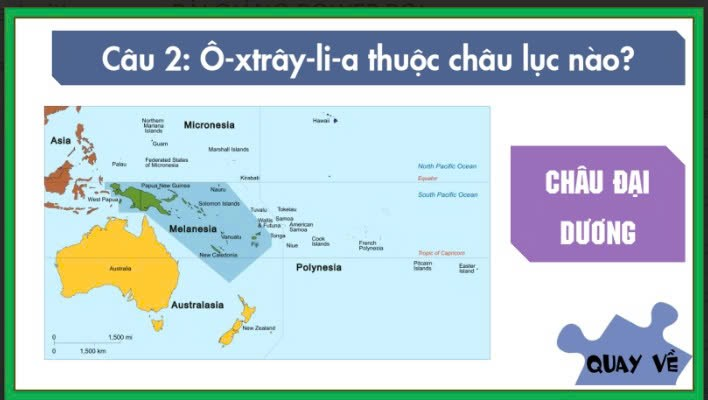 Câu 2: Ô-xtrây-li-a thuộc châu lục nào?
Asia
Northern
Mariana
Islands
Micronesia
Hawaii
Guam
Marshall Islands
Palau
Federated States
of Micronesia
North Pacific Ocean
Equator
Kiribati
South Pacific Ocean
Papua New Guinea
Nauru
West Papua
Solomon Islands
Tuvalu
Tokelau
Wallis
& Futuna
Samoa
American
Samoa
Melanesia
Vanuatu
Fiji
Tonga
Niue
Cook
Islands
French
Polynesia
New Caledonia
Tropic of Capricorn
Australia
Polynesia
Pitcairn
Islands
Easter
Island
Australasia
New Zealand
0 1,500 mi
0 1,500 km
CHÂU ĐẠI
DƯƠNG
QUAY VỀ